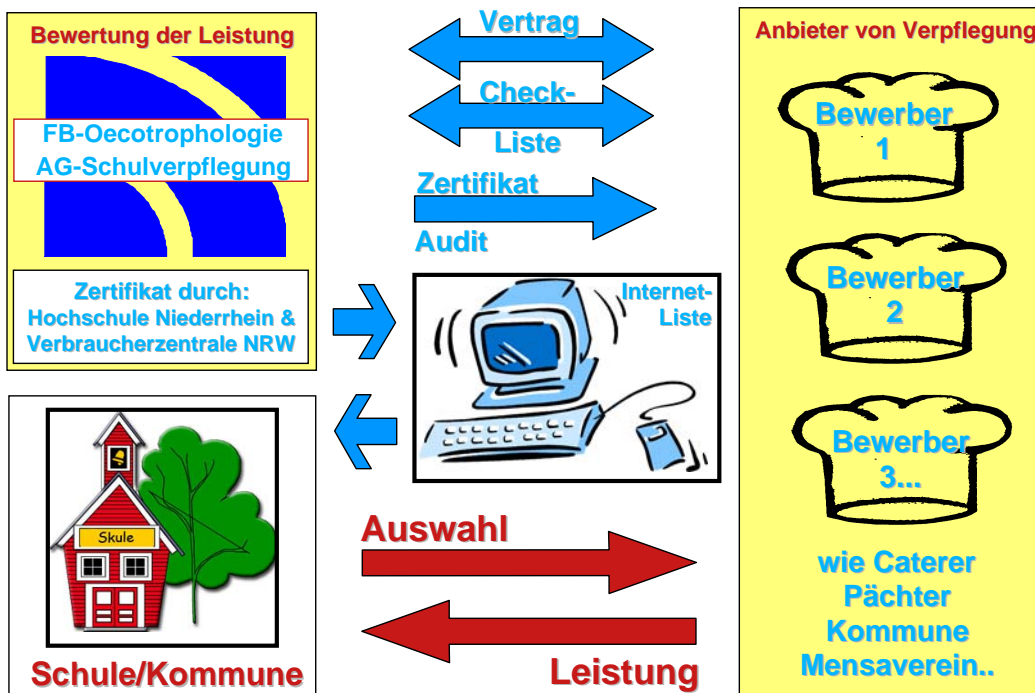 Bewertung der Leistung
FB-Oecotrophologie
AG-Schulverpflegung
Zertifikat durch:
Hochschule Niederrhein &
Verbraucherzentrale NRW
Vertrag
Check-
Liste
Zertifikat
Audit
Internet-
Liste
Skule
Schule/Kommune
Auswahl
Leistung
Anbieter von Verpflegung
Bewerber
1
Bewerber
2
Bewerber
3...
wie Caterer
Pächter
Kommune
Mensaverein..